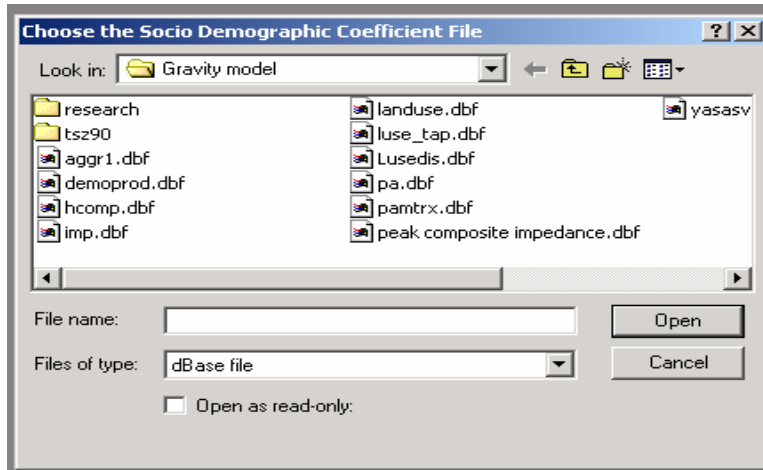 Choose the Socio Demographic Coefficient File
Look in: Gravity model
research
tsz90
aggr1.dbf
demoprod.dbf
hcomp.dbf
imp.dbf
landuse.dbf
luse_tap.dbf
Lusedis.dbf
pa.dbf
pamtrx.dbf
peak composite impedance.dbf
yasasv
File name:
Open
Files of type: dBase file
Cancel
Open as read-only: